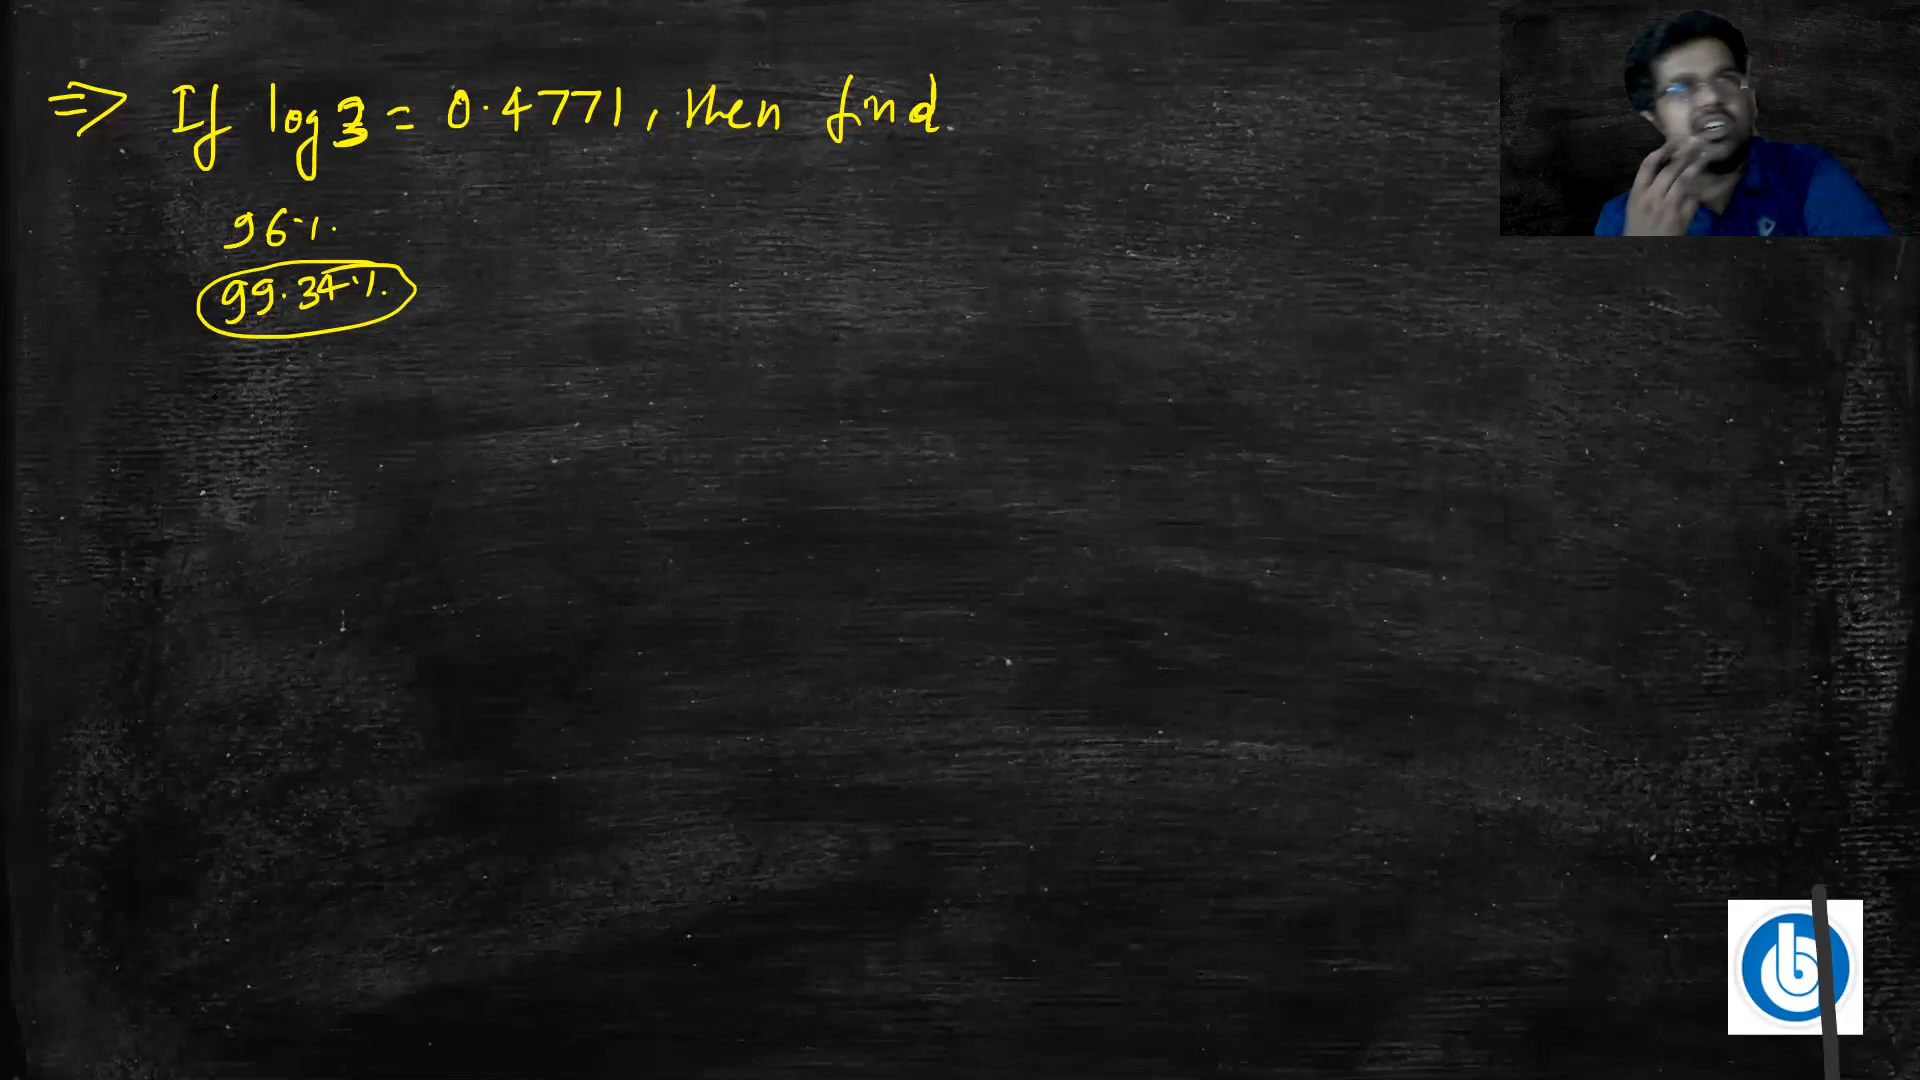 ⇒ If log 3 = 0.4771, then find
96%.
99.34%.
b